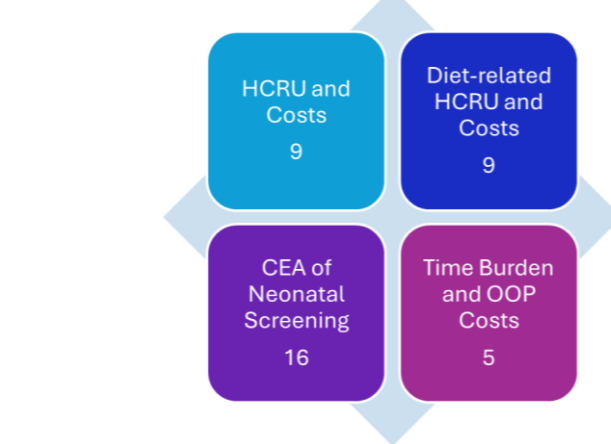 HCRU and
Costs
9
Diet-related
HCRU and
Costs
9
CEA of
Neonatal
Screening
16
Time Burden
and OOP
Costs
5